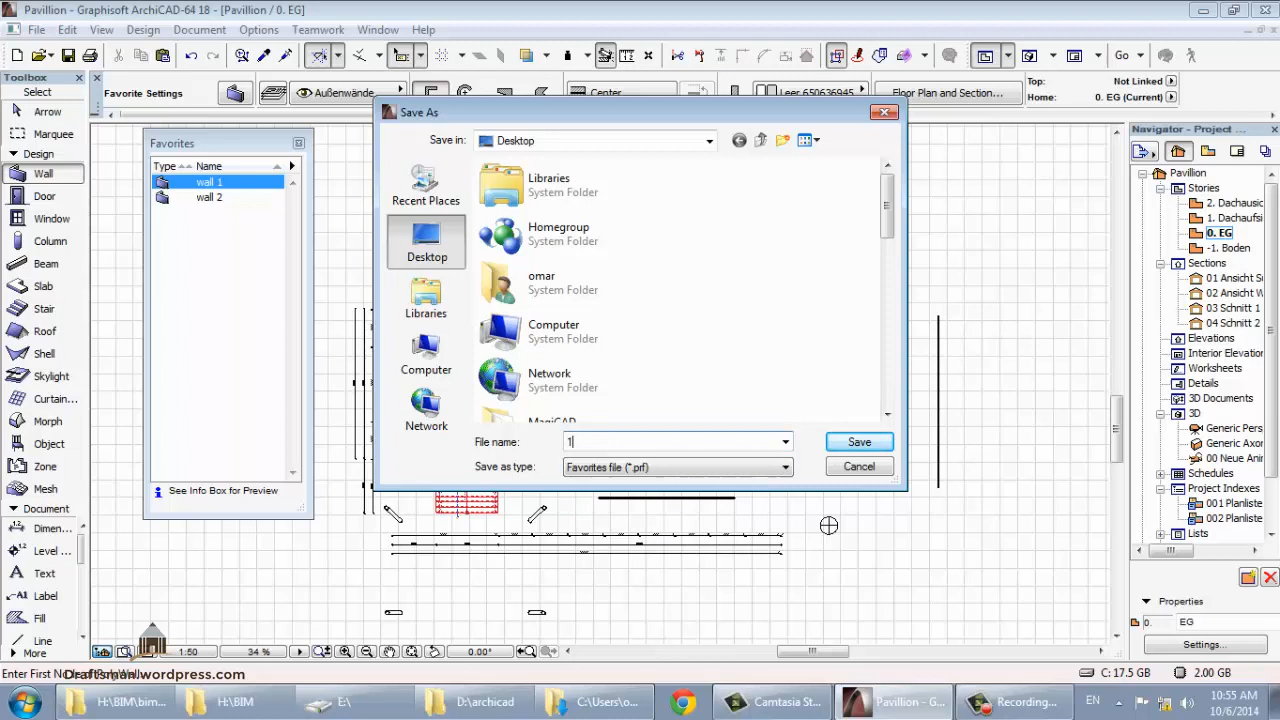 Pavillion - Graphisoft ArchiCAD-64 18 - [Pavillion / 0. EG]
File Edit View Design Document Options Teamwork Window Help
Go
Toolbox
Select
Arrow
Marquee
Design
Wall
Door
Window
Column
Beam
Slab
Stair
Roof
Shell
Skylight
Curtain...
Morph
Object
Zone
Mesh
Document
Dimen...
Level ...
Text
Label
Fill
Line
More
Favorite Settings
Außenwände
Center
Leer 650636945
Floor Plan and Section...
Top: Not Linked
Home: 0. EG (Current)
Favorites
Type Name
wall 1
wall 2
See Info Box for Preview
Save As
Save in: Desktop
Recent Places
Desktop
Libraries
Computer
Network
Libraries
System Folder
Homegroup
System Folder
omar
System Folder
Computer
System Folder
Network
System Folder
MagiCAD
File name: 1
Save as type: Favorites file (*.prf)
Save
Cancel
Navigator - Project ...
Pavillion
Stories
2. Dachausic
1. Dachaufsi
0. EG
-1. Boden
Sections
01 Ansicht S
02 Ansicht W
03 Schnitt 1
04 Schnitt 2
Elevations
Interior Elevation
Worksheets
Details
3D Documents
3D
Generic Pers
Generic Axor
00 Neue Anir
Schedules
Project Indexes
001 Planliste
002 Planliste
Lists
Properties
0. EG
Settings...
1:50 34 % 0.00°
Enter First No
Draftsman.wordpress.com
C: 17.5 GB 2.00 GB
H:\BIM\bim... H:\BIM E:\ D:\archicad C:\Users\o... Camtasia St... Pavillion - G... Recording...
EN
10:55 AM
10/6/2014